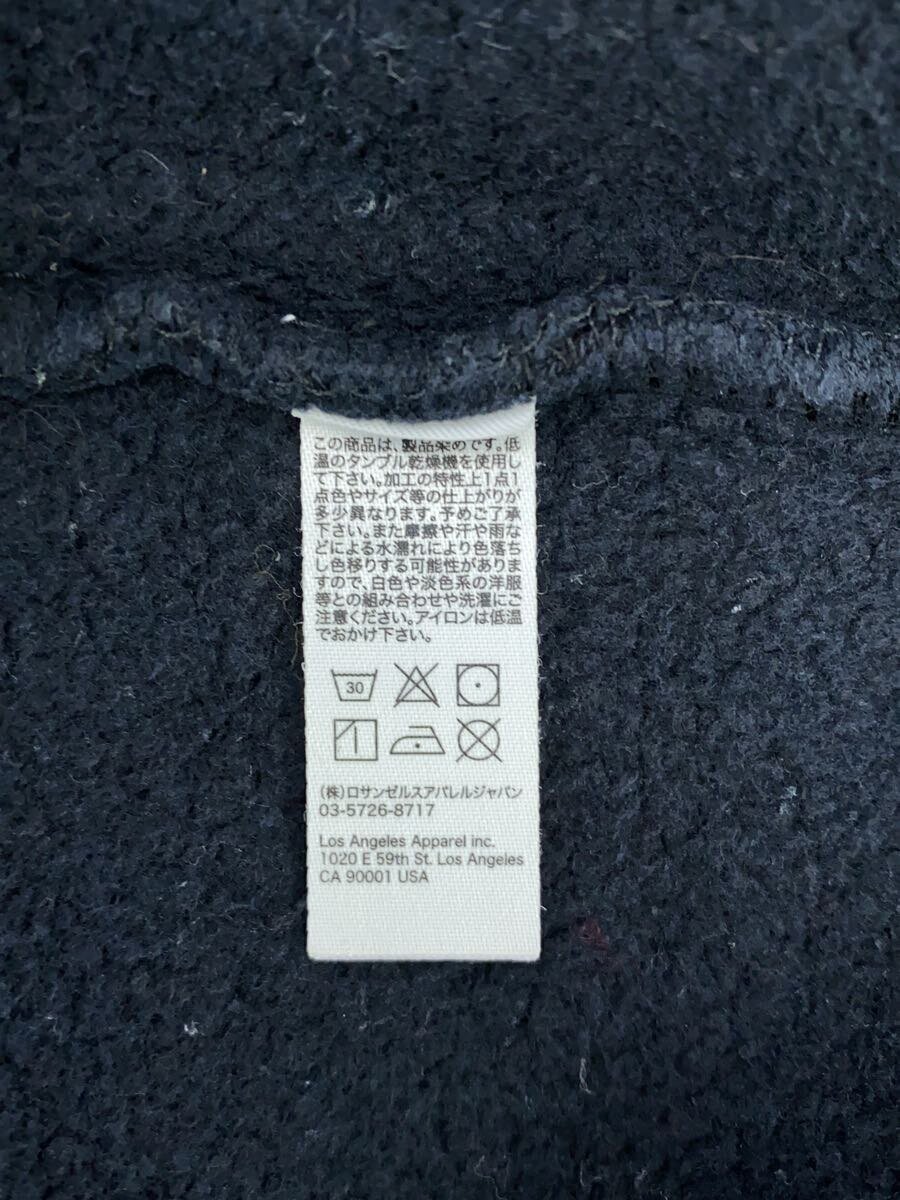 この商品は、製品染めです。低
温のタンブル乾燥機を使用し
て下さい。加工の特性上1点1
点色やサイズ等の仕上がりが
多少異なります。予めご了承
下さい。また摩擦や汗や雨な
どによる水濡れにより色落ち
し色移りする可能性がありま
すので、白色や淡色系の洋服
等との組み合わせや洗濯にご
注意ください。アイロンは低温
でおかけ下さい。
30
(株)ロサンゼルスアパレルジャパン
03-5726-8717
Los Angeles Apparel inc.
1020 E 59th St. Los Angeles
CA 90001 USA